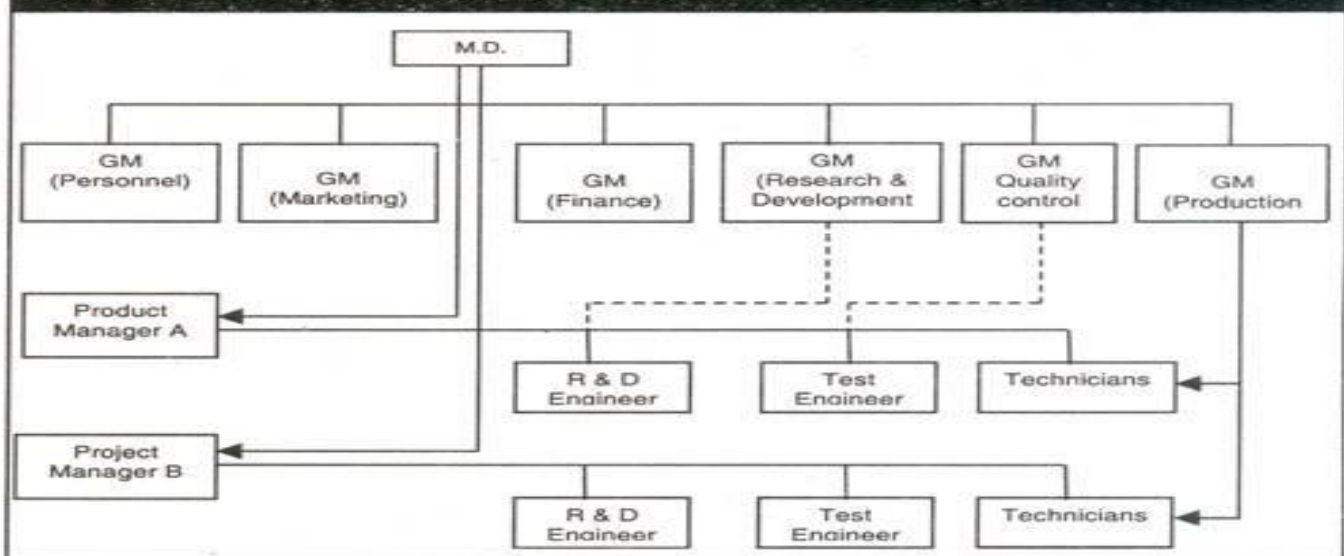 M.D.
GM
(Personnel)
GM
(Marketing)
GM
(Finance)
GM
(Research &
Development
GM
Quality
control
GM
(Production
Product
Manager A
R & D
Engineer
Test
Engineer
Technicians
Project
Manager B
R & D
Engineer
Test
Engineer
Technicians